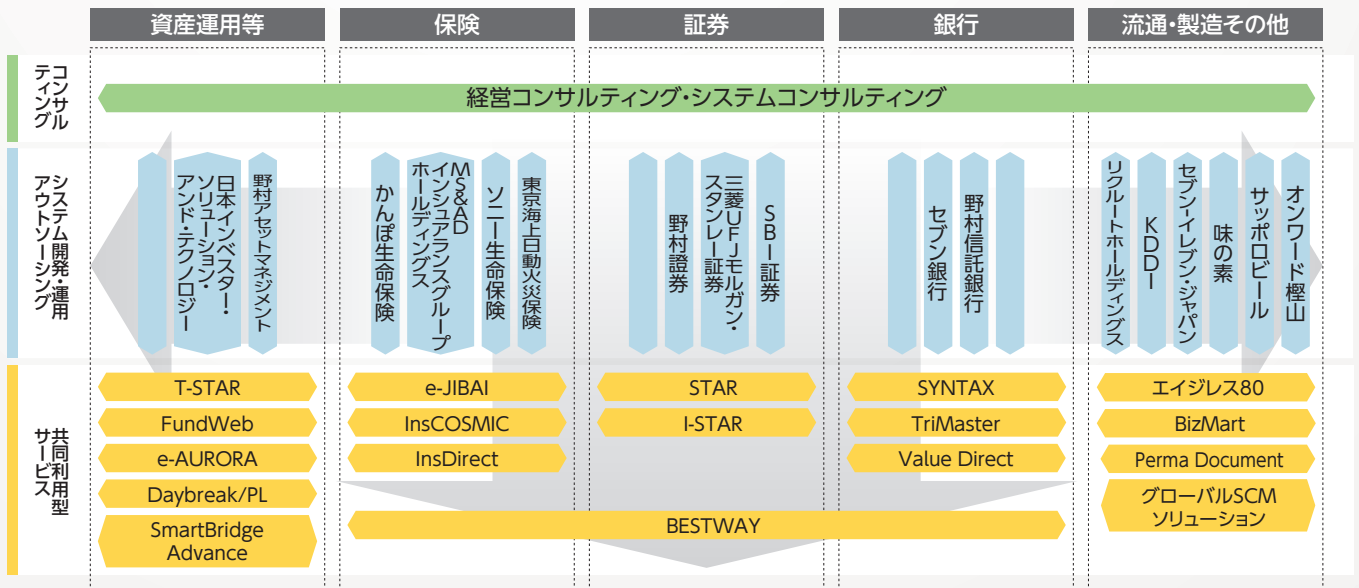 資産運用等
保険
証券
銀行
流通・製造その他
コンサル
ティング
経営コンサルティング・システムコンサルティング
システム開発・運用
アウトソーシング
日本インベスター・
ソリューション・
アンド・テクノロジー
野村アセットマネジメント
かんぽ生命保険
MS&AD
インシュアランスグループ
ホールディングス
ソニー生命保険
東京海上日動火災保険
野村證券
三菱UFJモルガン・
スタンレー証券
SBI証券
セブン銀行
野村信託銀行
リクルートホールディングス
KDDI
セブン-イレブン・ジャパン
味の素
サッポロビール
オンワード樫山
共同利用型
サービス
T-STAR
FundWeb
e-AURORA
Daybreak/PL
SmartBridge
Advance
e-JIBAI
InsCOSMIC
InsDirect
STAR
I-STAR
SYNTAX
TriMaster
Value Direct
BESTWAY
エイジレス80
BizMart
Perma Document
グローバルSCM
ソリューション